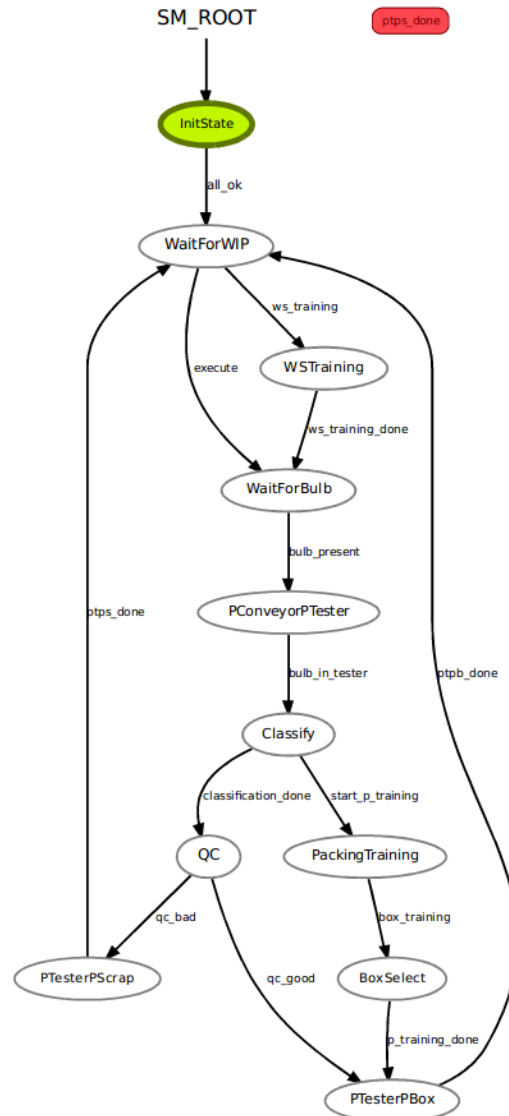 SM_ROOT
ptps_done
InitState
all_ok
WaitForWIP
ws_training
execute
WSTraining
ws_training_done
WaitForBulb
bulb_present
ptps_done
PConveyorPTester
bulb_in_tester
ptpb_done
Classify
classification_done
start_p_training
QC
PackingTraining
qc_bad
box_training
PTesterPScrap
qc_good
BoxSelect
p_training_done
PTesterPBox